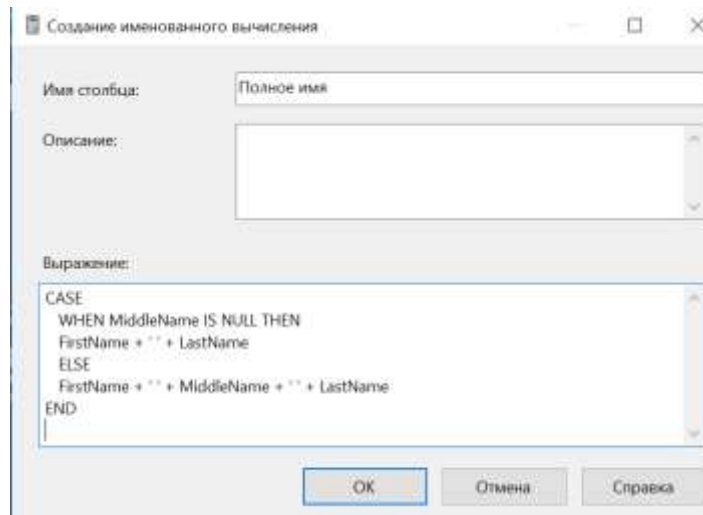 Создание именованного вычисления
Имя столбца:
Полное имя
Описание:
Выражение:
CASE
WHEN MiddleName IS NULL THEN
FirstName + ' ' + LastName
ELSE
FirstName + ' ' + MiddleName + ' ' + LastName
END
ОК
Отмена
Справка